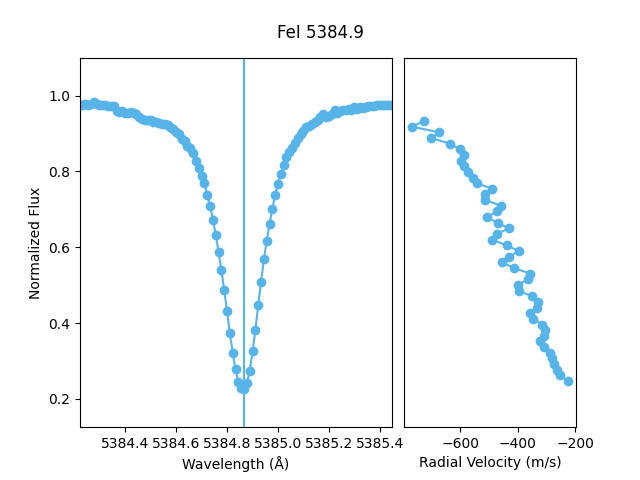 FeI 5384.9
Normalized Flux
1.0
0.8
0.6
0.4
0.2
5384.4 5384.6 5384.8 5385.0 5385.2 5385.4
Wavelength (Å)
−600 −400 −200
Radial Velocity (m/s)